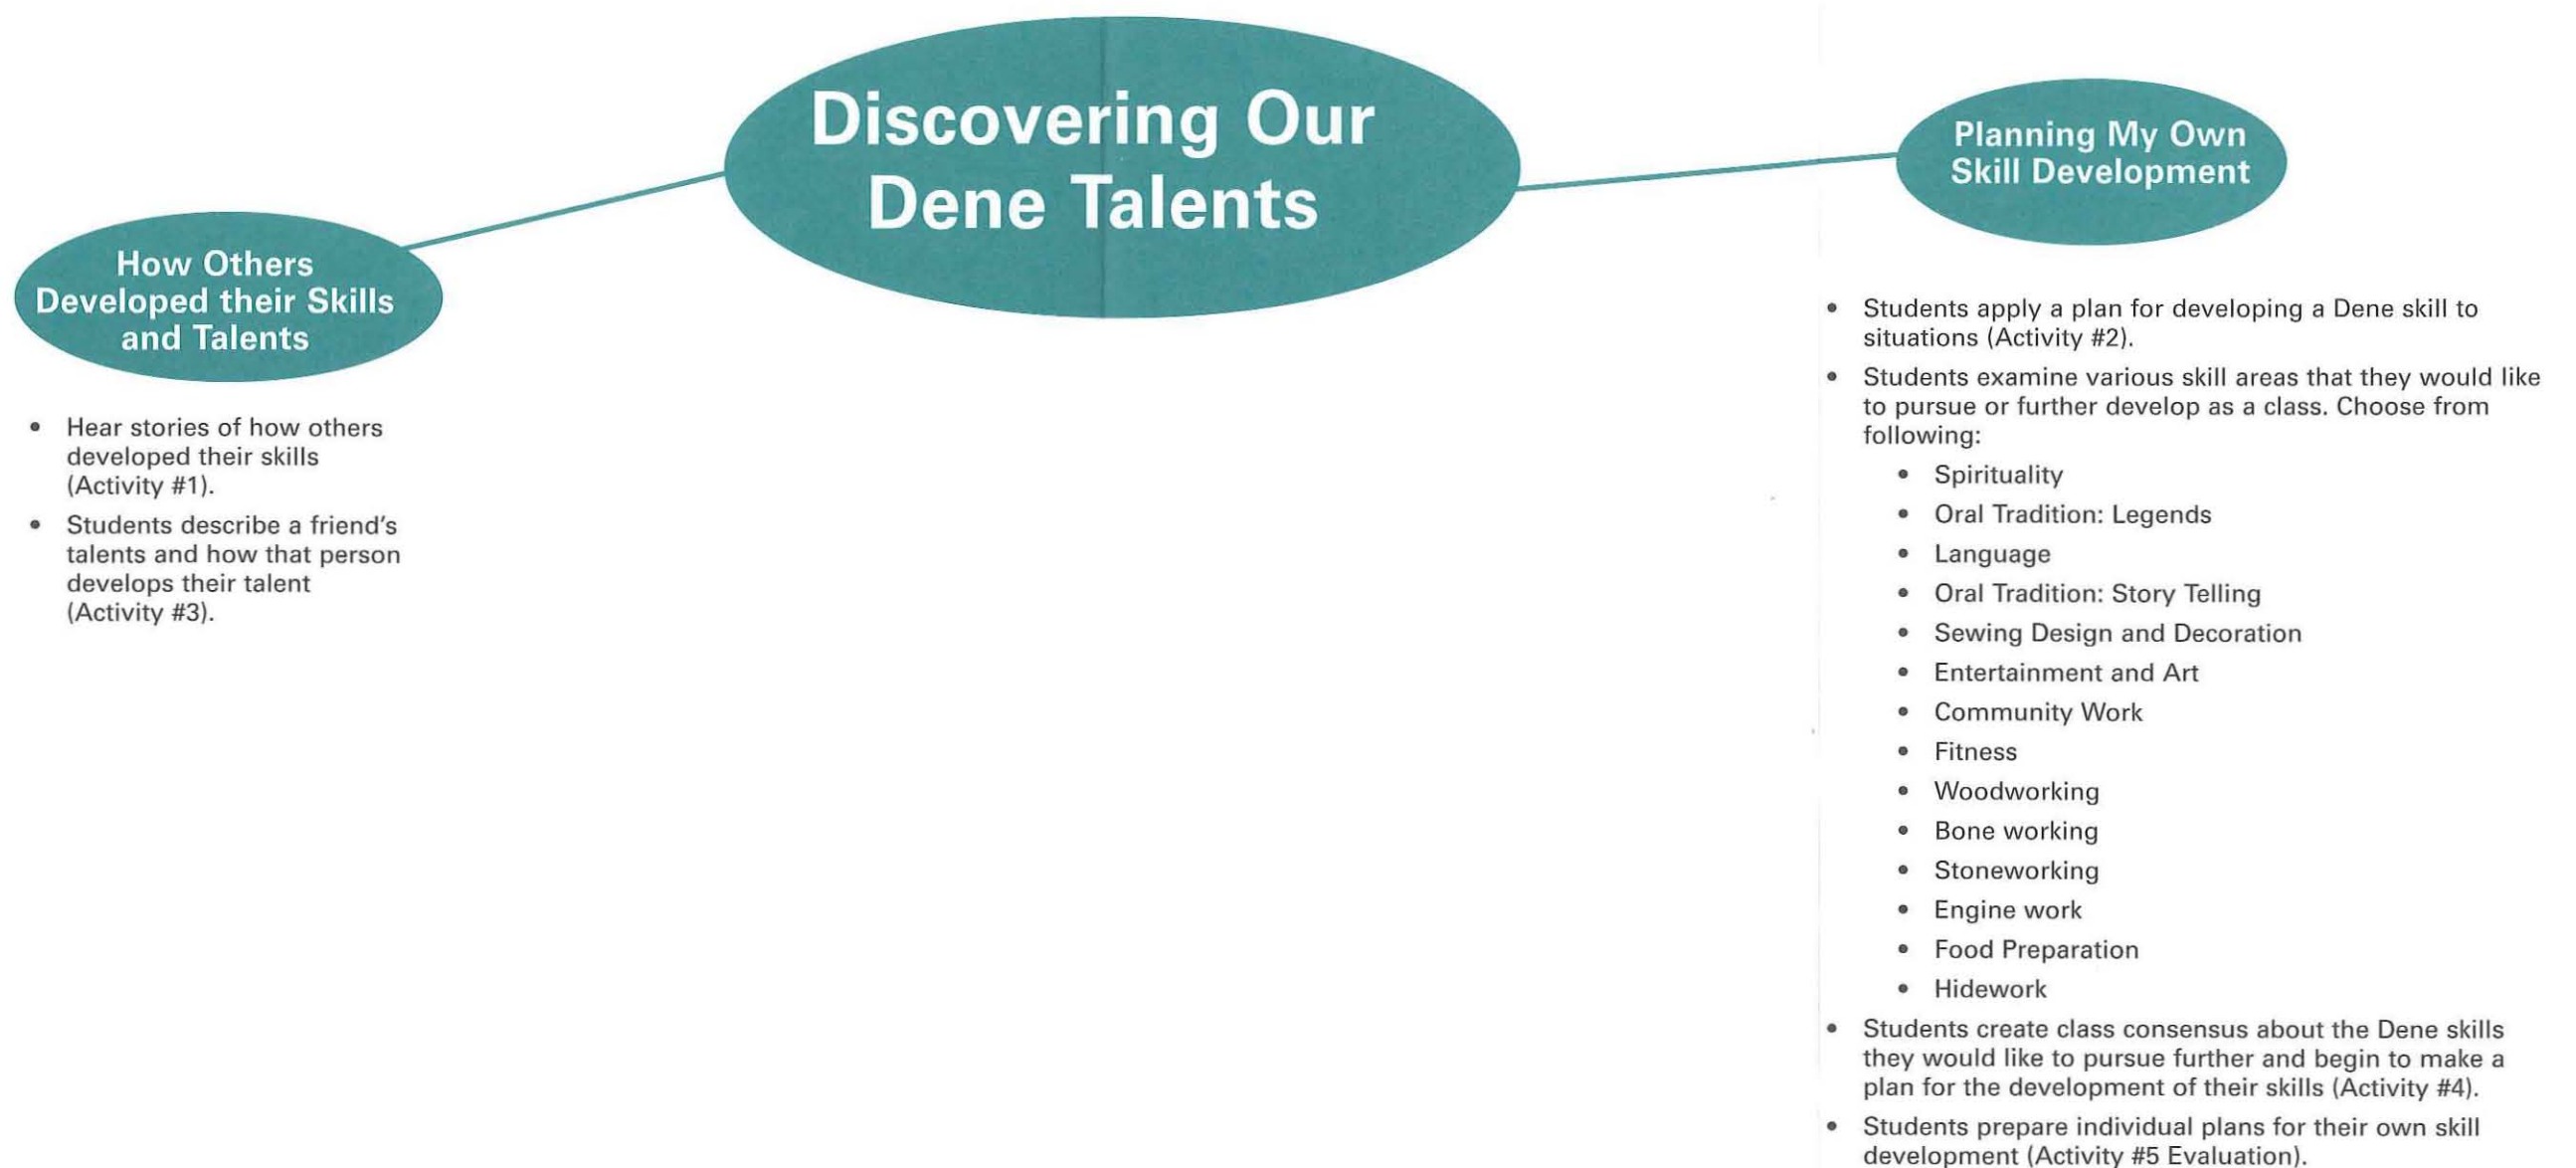 Discovering Our
Dene Talents
How Others
Developed their Skills
and Talents
• Hear stories of how others
developed their skills
(Activity #1).
• Students describe a friend's
talents and how that person
develops their talent
(Activity #3).
Planning My Own
Skill Development
• Students apply a plan for developing a Dene skill to
situations (Activity #2).
• Students examine various skill areas that they would like
to pursue or further develop as a class. Choose from
following:
• Spirituality
• Oral Tradition: Legends
• Language
• Oral Tradition: Story Telling
• Sewing Design and Decoration
• Entertainment and Art
• Community Work
• Fitness
• Woodworking
• Bone working
• Stoneworking
• Engine work
• Food Preparation
• Hidework
• Students create class consensus about the Dene skills
they would like to pursue further and begin to make a
plan for the development of their skills (Activity #4).
• Students prepare individual plans for their own skill
development (Activity #5 Evaluation).